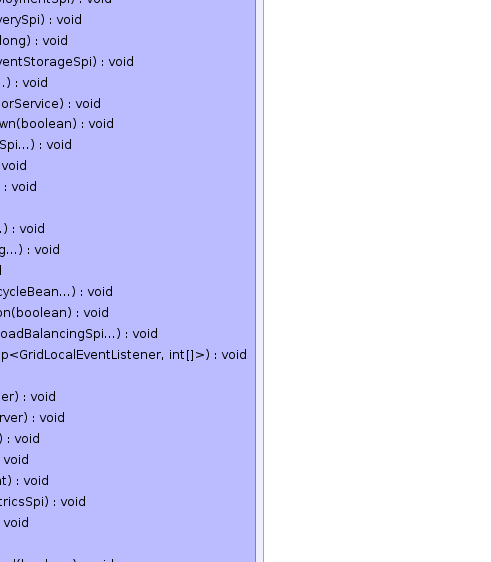 loymentSpi) : void
verySpi) : void
long) : void
ventStorageSpi) : void
.) : void
orService) : void
wn(boolean) : void
Spi...) : void
void
: void
.) : void
g...) : void
cycleBean...) : void
on(boolean) : void
oadBalancingSpi...) : void
p<GridLocalEventListener, int[]>) : void
er) : void
rver) : void
) : void
void
t) : void
tricsSpi) : void
void